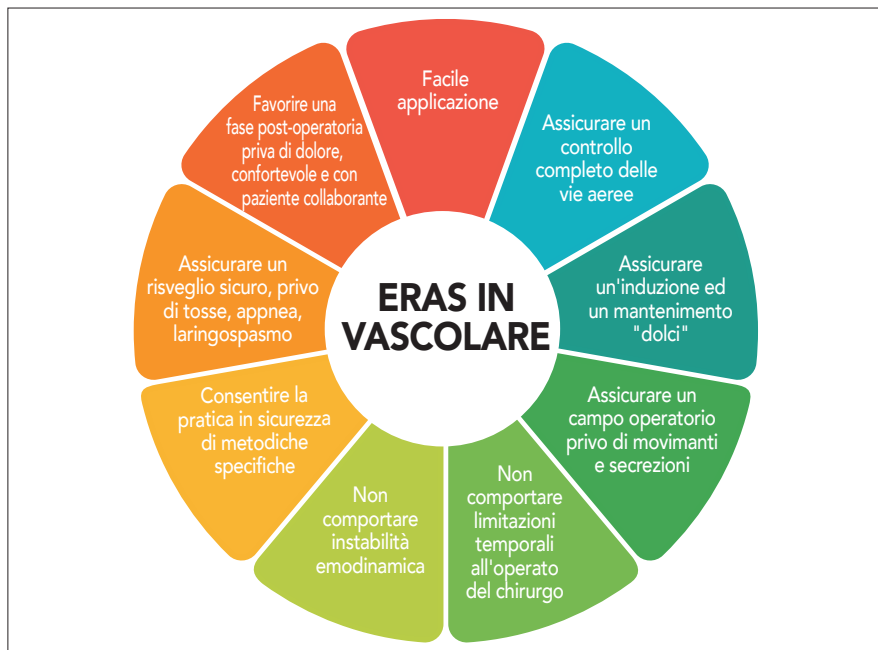 Facile
applicazione
Assicurare un
controllo
completo delle
vie aeree
Assicurare
un'induzione ed
un mantenimento
"dolci"
Assicurare un
campo operatorio
privo di movimanti
e secrezioni
Non
comportare
limitazioni
temporali
all'operato
del chirurgo
Non
comportare
instabilità
emodinamica
Consentire la
pratica in sicurezza
di metodiche
specifiche
Assicurare un
risveglio sicuro, privo
di tosse, appnea,
laringospasmo
Favorire una
fase post-operatoria
priva di dolore,
confortevole e con
paziente collaborante
ERAS IN
VASCOLARE